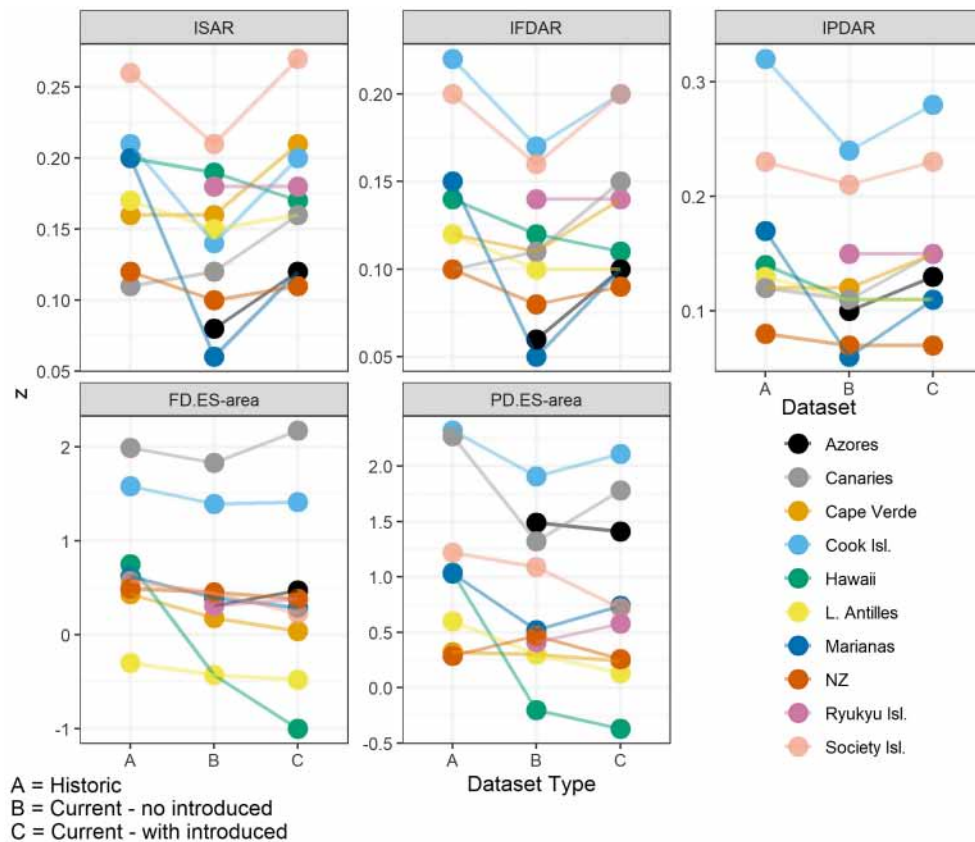 ISAR
IFDAR
IPDAR
0.25
0.20
0.15
0.10
0.05
0.20
0.15
0.10
0.05
0.3
0.2
0.1
A
B
C
z
FD.ES-area
PD.ES-area
2
1
0
-1
2.0
1.5
1.0
0.5
0.0
-0.5
A
B
C
A
B
C
Dataset Type
Dataset
Azores
Canaries
Cape Verde
Cook Isl.
Hawaii
L. Antilles
Marianas
NZ
Ryukyu Isl.
Society Isl.
A = Historic
B = Current - no introduced
C = Current - with introduced